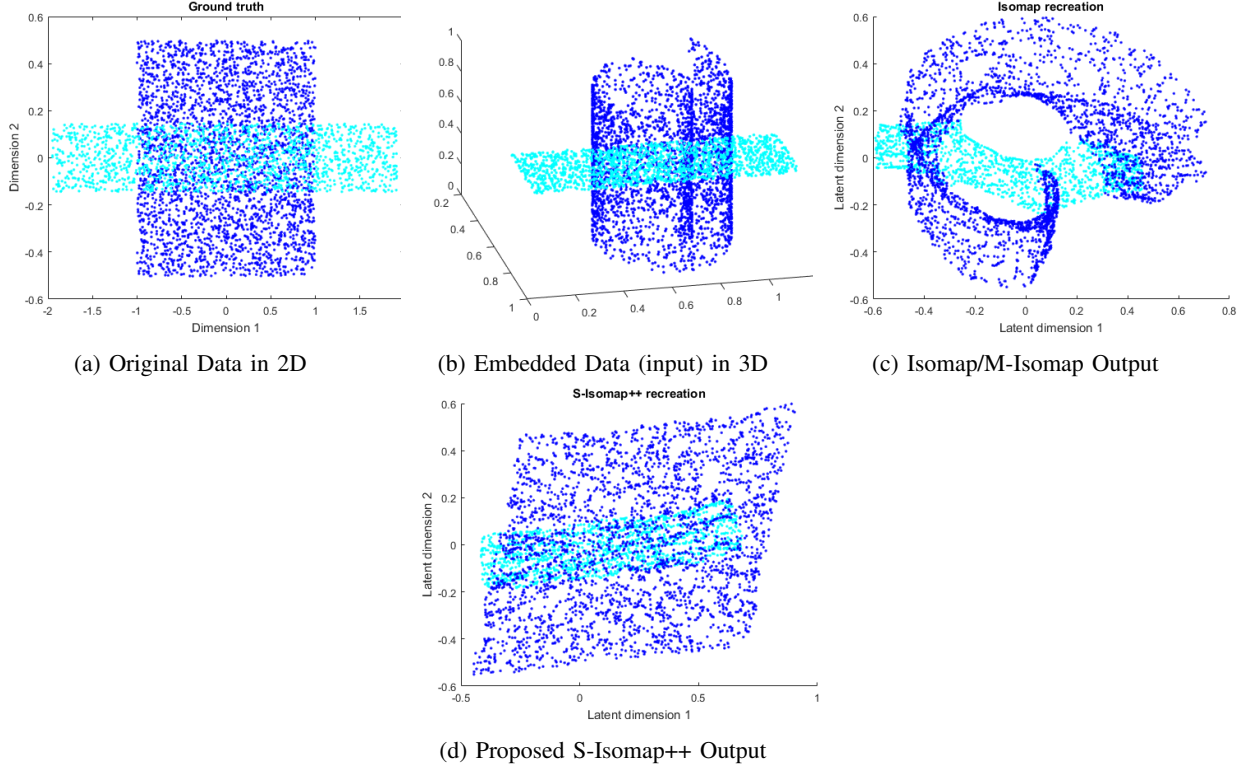 Ground truth
0.6
0.4
0.2
0
-0.2
-0.4
-0.6
Dimension 2
-2 -1.5 -1 -0.5 0 0.5 1 1.5
Dimension 1
(a) Original Data in 2D
1
0.8
0.6
0.4
0.2
0
0
0.2
0.4
0.6
0.8
1
0 0.2 0.4 0.6 0.8 1
(b) Embedded Data (input) in 3D
Isomap recreation
0.6
0.4
0.2
0
-0.2
-0.4
-0.6
Latent dimension 2
-0.6 -0.4 -0.2 0 0.2 0.4 0.6 0.8
Latent dimension 1
(c) Isomap/M-Isomap Output
S-Isomap++ recreation
0.6
0.4
0.2
0
-0.2
-0.4
-0.6
Latent dimension 2
-0.5 0 0.5 1
Latent dimension 1
(d) Proposed S-Isomap++ Output